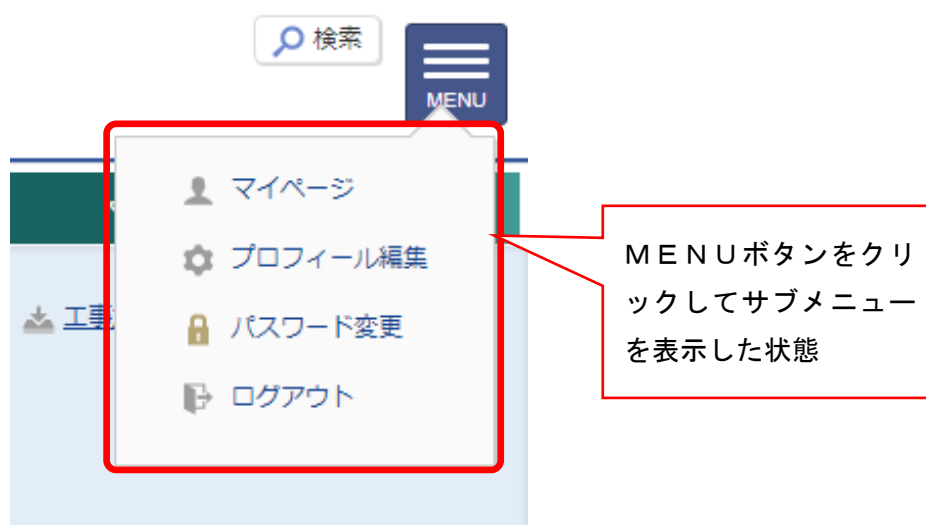 検索
MENU
マイページ
プロフィール編集
工事
パスワード変更
ログアウト
ＭＥＮＵボタンをクリ
ックしてサブメニュー
を表示した状態